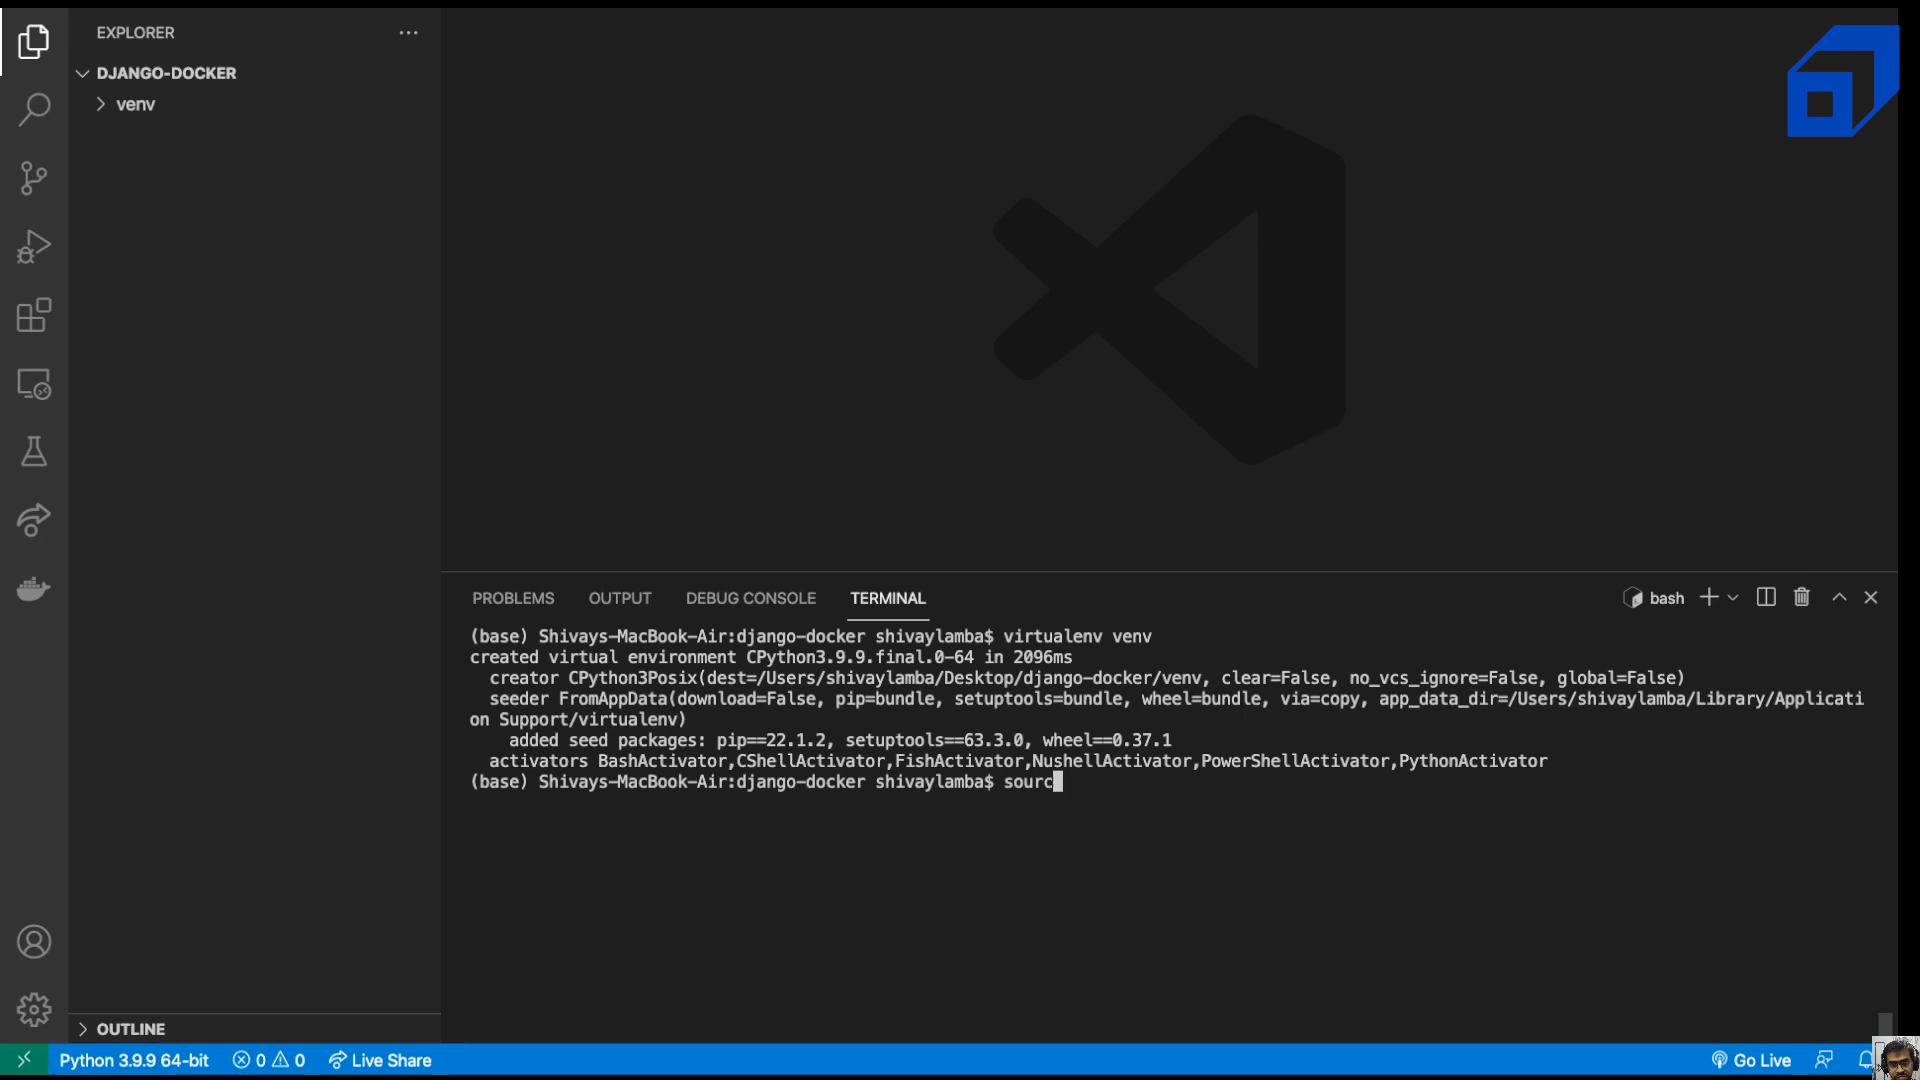 EXPLORER
DJANGO-DOCKER
venv
PROBLEMS OUTPUT DEBUG CONSOLE TERMINAL bash
(base) Shivays-MacBook-Air:django-docker shivaylamba$ virtualenv venv
created virtual environment CPython3.9.9.final.0-64 in 2096ms
creator CPython3Posix(dest=/Users/shivaylamba/Desktop/django-docker/venv, clear=False, no_vcs_ignore=False, global=False)
seeder FromAppData(download=False, pip=bundle, setuptools=bundle, wheel=bundle, via=copy, app_data_dir=/Users/shivaylamba/Library/Applicati
on Support/virtualenv)
added seed packages: pip==22.1.2, setuptools==63.3.0, wheel==0.37.1
activators BashActivator,CShellActivator,FishActivator,NushellActivator,PowerShellActivator,PythonActivator
(base) Shivays-MacBook-Air:django-docker shivaylamba$ sourc
OUTLINE
Python 3.9.9 64-bit 0 0 Live Share Go Live